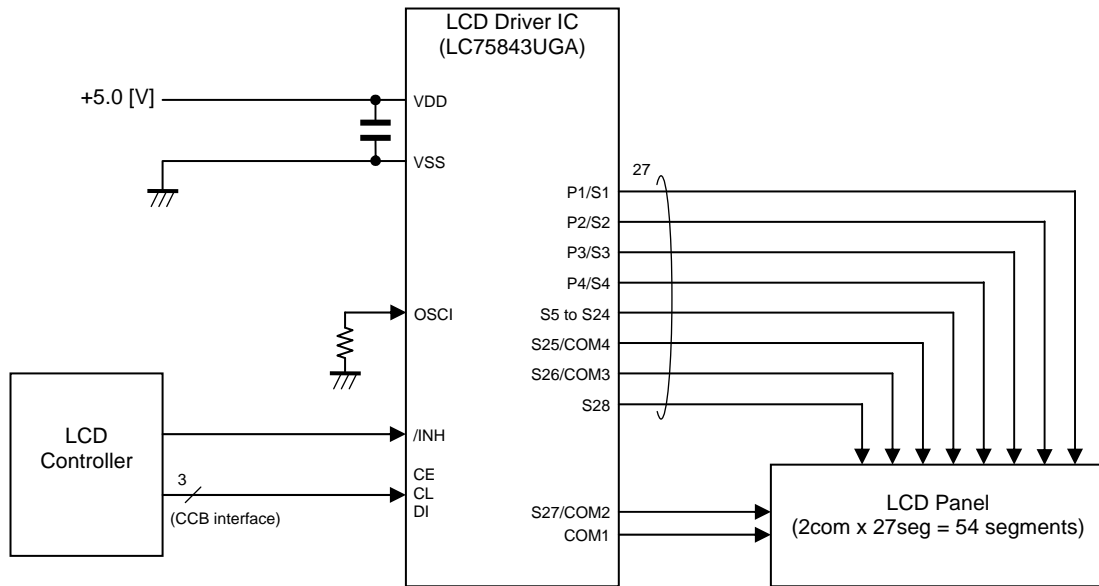 LCD Driver IC
(LC75843UGA)
+5.0 [V]
VDD
VSS
27
P1/S1
P2/S2
P3/S3
P4/S4
OSCI
S5 to S24
S25/COM4
S26/COM3
S28
LCD
Controller
/INH
3
(CCB interface)
CE
CL
DI
S27/COM2
COM1
LCD Panel
(2com x 27seg = 54 segments)